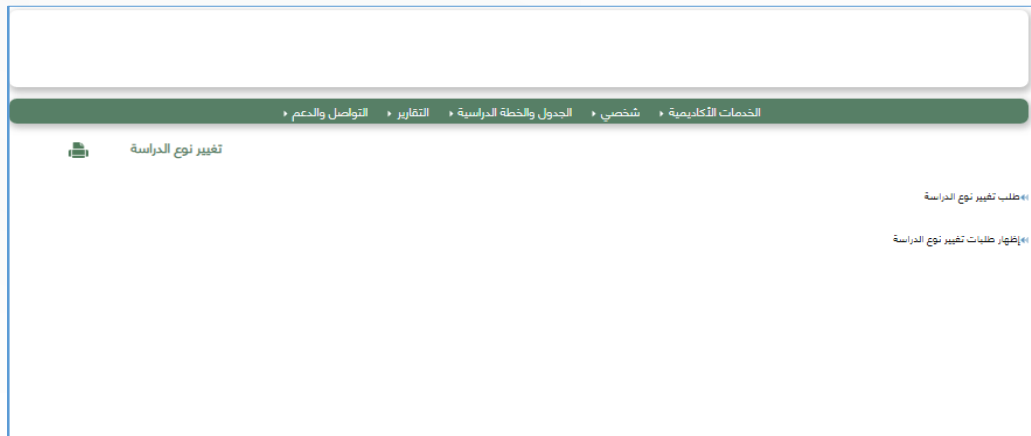 الخدمات الأكاديمية شخصي الجدول والخطة الدراسية التقارير التواصل والدعم
تغيير نوع الدراسة
طلب تغيير نوع الدراسة
إظهار طلبات تغيير نوع الدراسة